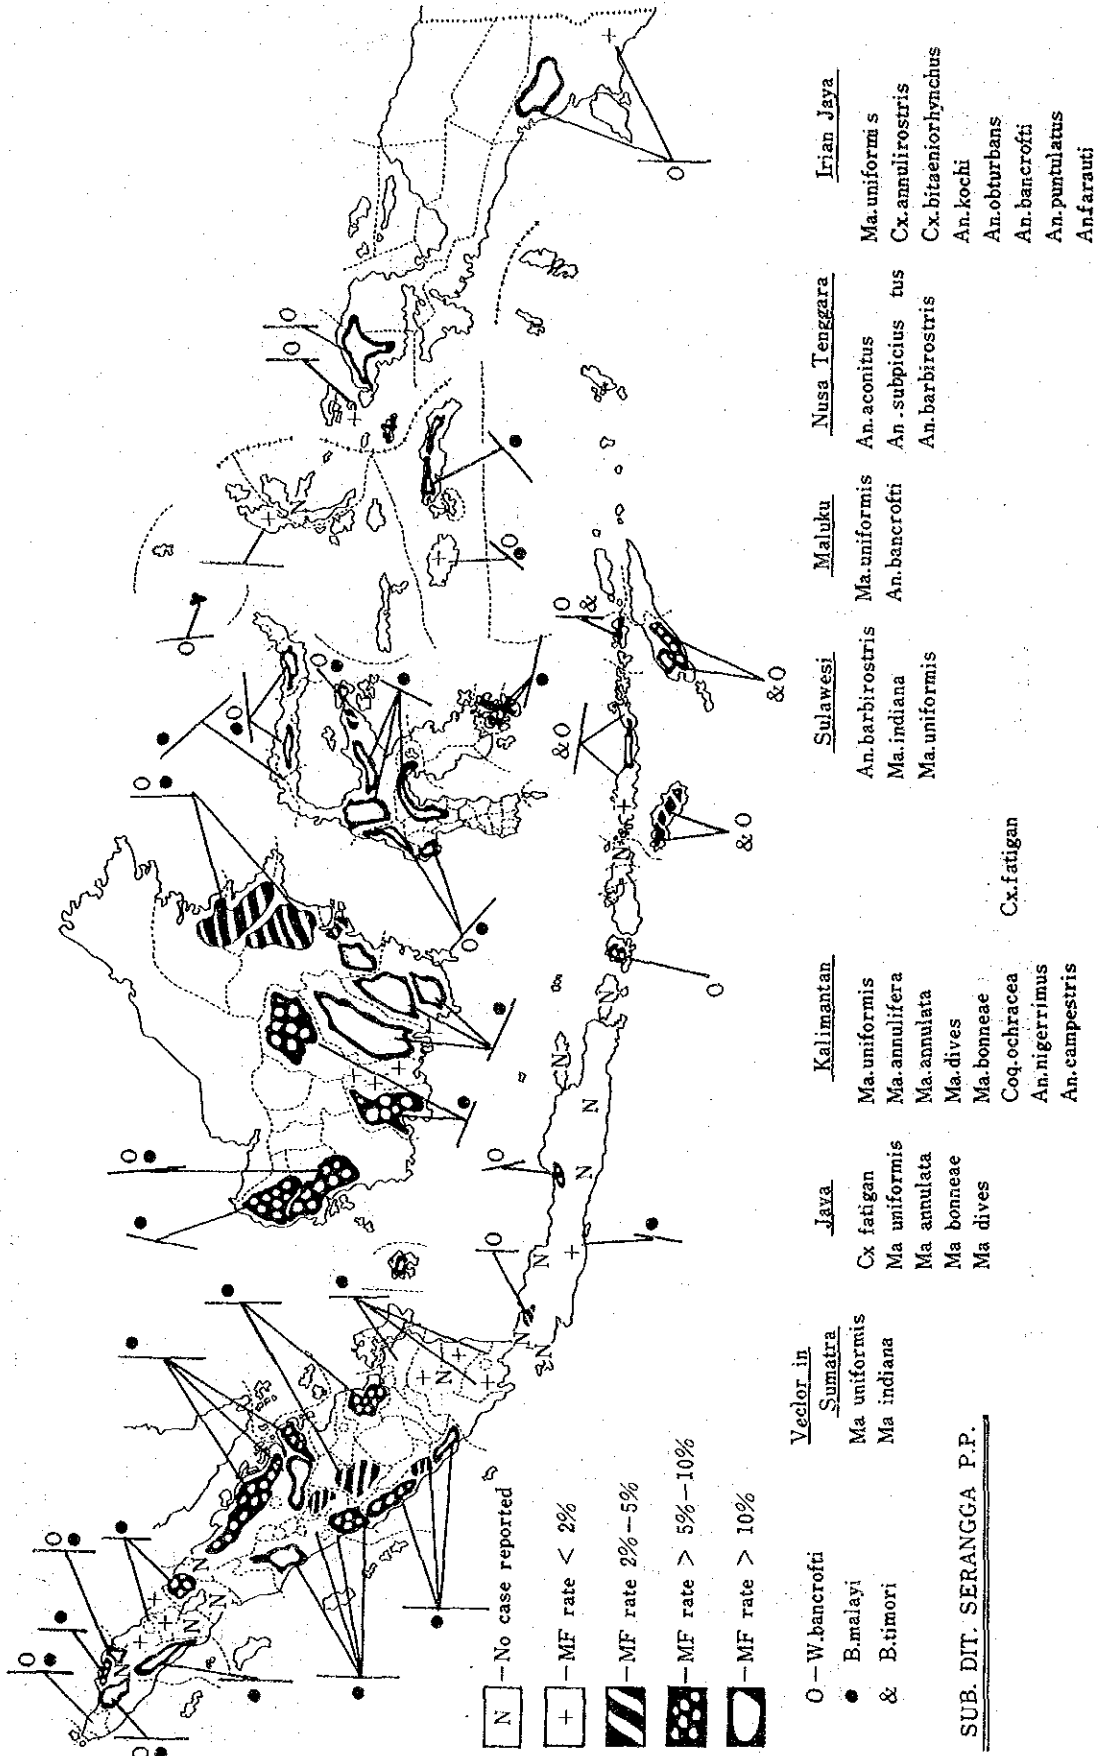 N — No case reported
+ — MF rate < 2%
— MF rate 2%—5%
— MF rate > 5%—10%
— MF rate > 10%
O — W.bancrofti
● B.malayi
& B.timori
Vector in
Sumatra
Ma uniformis
Ma indiana
Java
Cx fatigan
Ma uniformis
Ma annulata
Ma bonneae
Ma dives
Kalimantan
Ma.uniformis
Ma.annulifera
Ma.annulata
Ma.dives
Ma.bonneae
Coq.ochracea
An.nigerrimus
An.campestris
Cx.fatigan
Sulawesi
An.barbirostris
Ma.indiana
Ma.uniformis
Maluku
Ma.uniformis
An.bancrofti
Nusa Tenggara
An.aconitus
An.subpicius tus
An.barbirostris
Irian Jaya
Ma.uniformis
Cx.annulirostris
Cx.bitaeniorhynchus
An.kochi
An.obturbans
An.bancrofti
An.puntulatus
An.farauti
SUB. DIT. SERANGGA P.P.